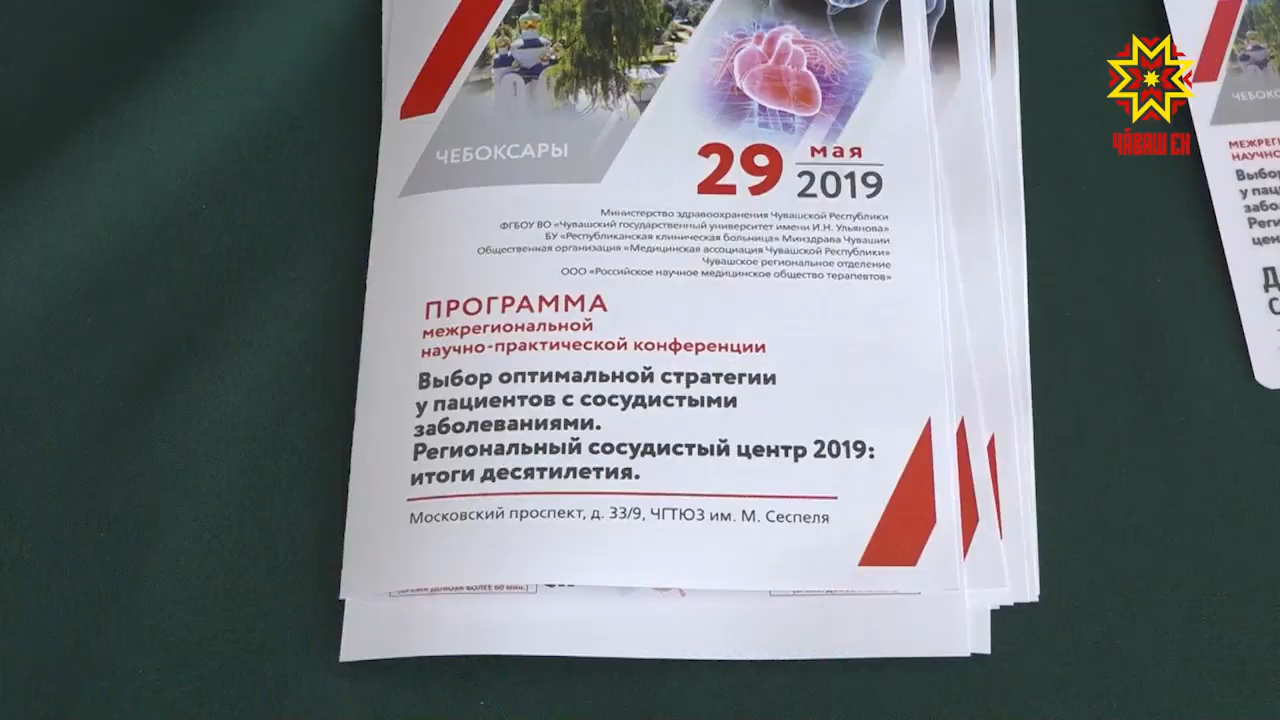 ЧӐВАШ ЕН
ЧЕБОКСАРЫ
29 мая
2019
Министерство здравоохранения Чувашской Республики
ФГБОУ ВО «Чувашский государственный университет имени И.Н. Ульянова»
БУ «Республиканская клиническая больница» Минздрава Чувашии
Общественная организация «Медицинская ассоциация Чувашской Республики»
Чувашское региональное отделение
ООО «Российское научное медицинское общество терапевтов»
ПРОГРАММА
межрегиональной
научно-практической конференции
Выбор оптимальной стратегии
у пациентов с сосудистыми
заболеваниями.
Региональный сосудистый центр 2019:
итоги десятилетия.
Московский проспект, д. 33/9, ЧГТЮЗ им. М. Сеспеля